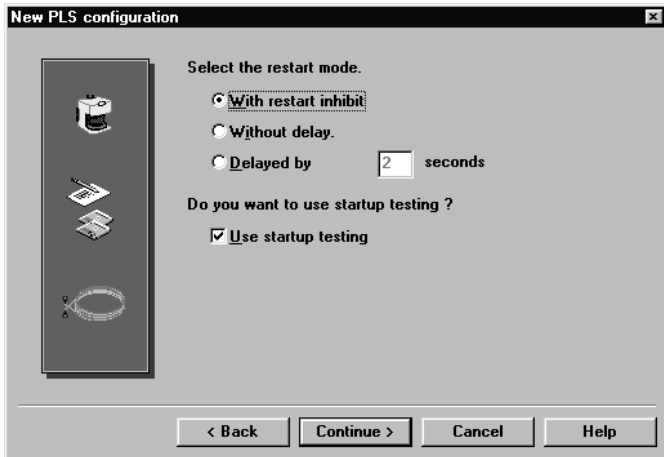 New PLS configuration
Select the restart mode.
With restart inhibit
Without delay.
Delayed by 2 seconds
Do you want to use startup testing ?
Use startup testing
< Back Continue > Cancel Help